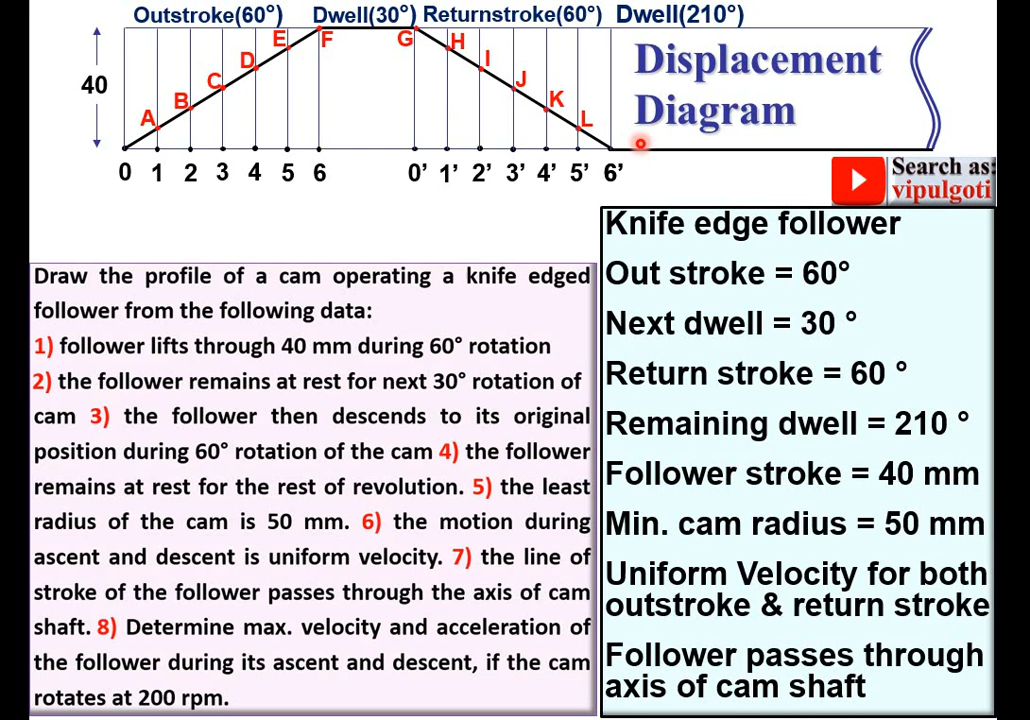 Outstroke(60°) Dwell(30°) Returnstroke(60°) Dwell(210°)
40
A B C D E F G H I J K L
Displacement
Diagram
0 1 2 3 4 5 6 0' 1' 2' 3' 4' 5' 6'
Search as:
vipulgoti
Draw the profile of a cam operating a knife edged
follower from the following data:
1) follower lifts through 40 mm during 60° rotation
2) the follower remains at rest for next 30° rotation of
cam 3) the follower then descends to its original
position during 60° rotation of the cam 4) the follower
remains at rest for the rest of revolution. 5) the least
radius of the cam is 50 mm. 6) the motion during
ascent and descent is uniform velocity. 7) the line of
stroke of the follower passes through the axis of cam
shaft. 8) Determine max. velocity and acceleration of
the follower during its ascent and descent, if the cam
rotates at 200 rpm.
Knife edge follower
Out stroke = 60°
Next dwell = 30 °
Return stroke = 60 °
Remaining dwell = 210 °
Follower stroke = 40 mm
Min. cam radius = 50 mm
Uniform Velocity for both
outstroke & return stroke
Follower passes through
axis of cam shaft